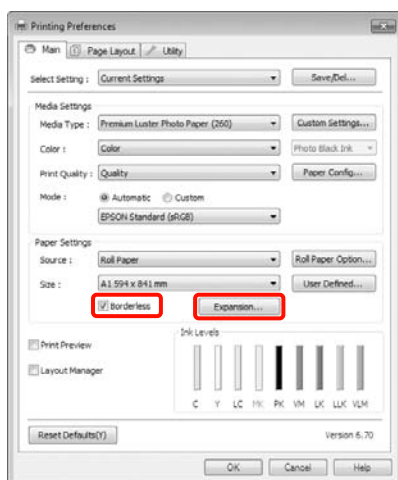 Printing Preferences
Main Page Layout Utility
Select Setting : Current Settings Save/Del...
Media Settings
Media Type : Premium Luster Photo Paper (260) Custom Settings...
Color : Color Photo Black Ink
Print Quality : Quality Paper Config...
Mode : Automatic Custom
EPSON Standard (sRGB)
Paper Settings
Source : Roll Paper Roll Paper Option...
Size : A1 594 x 841 mm User Defined...
Borderless Expansion...
Ink Levels
Print Preview
Layout Manager
C Y LC MK PK VM LK LLK VLM
Reset Defaults(Y) Version 6.70
OK Cancel Help